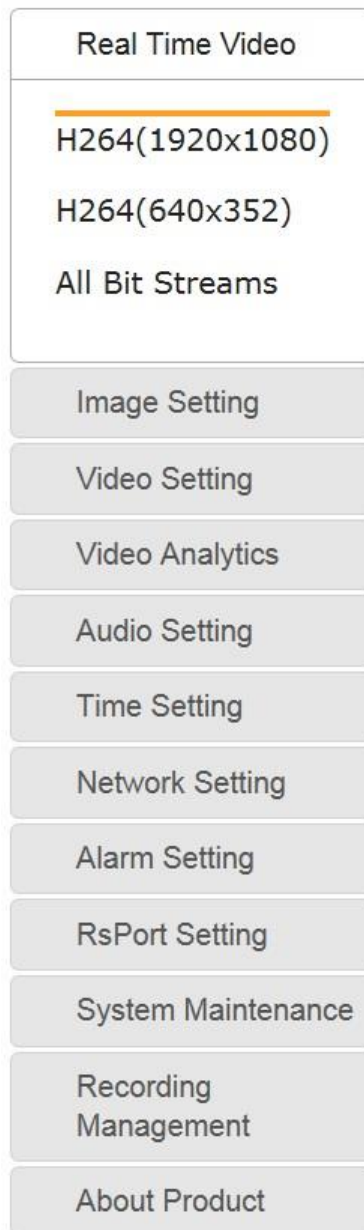 Real Time Video
H264(1920x1080)
H264(640x352)
All Bit Streams
Image Setting
Video Setting
Video Analytics
Audio Setting
Time Setting
Network Setting
Alarm Setting
RsPort Setting
System Maintenance
Recording
Management
About Product